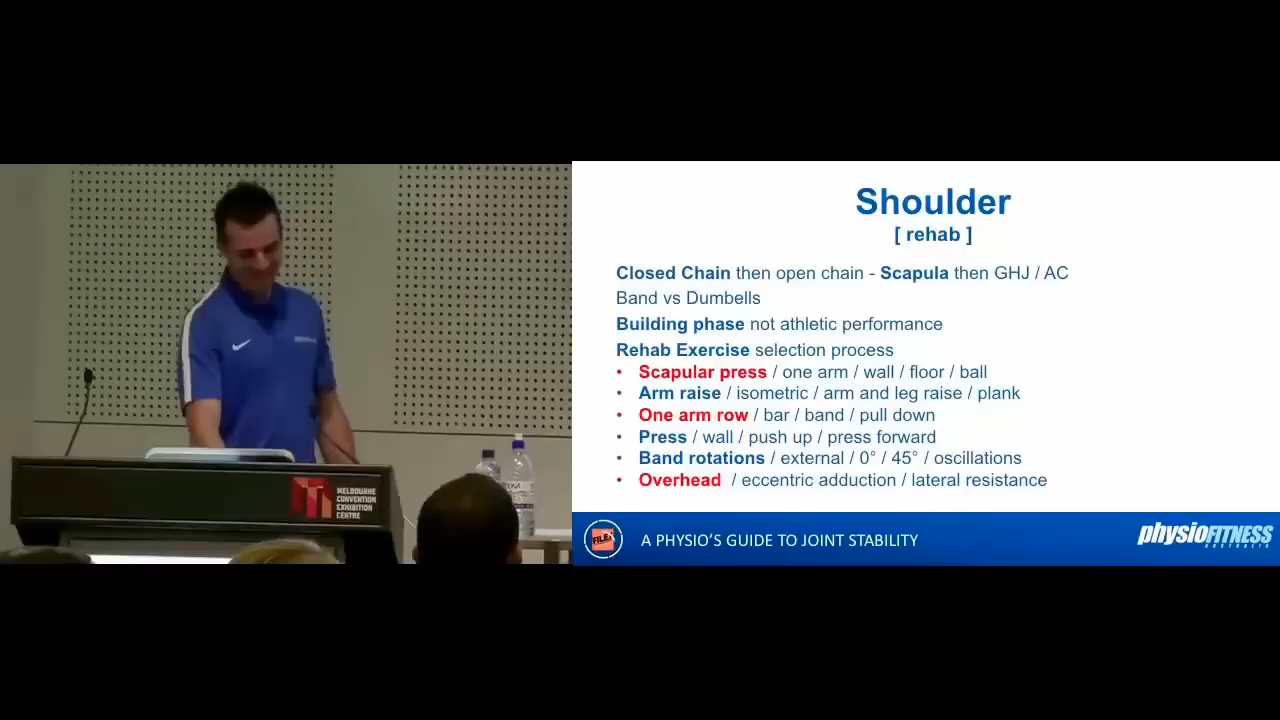 Shoulder
[ rehab ]
Closed Chain then open chain - Scapula then GHJ / AC
Band vs Dumbells
Building phase not athletic performance
Rehab Exercise selection process
• Scapular press / one arm / wall / floor / ball
• Arm raise / isometric / arm and leg raise / plank
• One arm row / bar / band / pull down
• Press / wall / push up / press forward
• Band rotations / external / 0° / 45° / oscillations
• Overhead / eccentric adduction / lateral resistance
FILEX
A PHYSIO'S GUIDE TO JOINT STABILITY
physioFITNESS
AUSTRALIA
MELBOURNE
CONVENTION
EXHIBITION
CENTRE